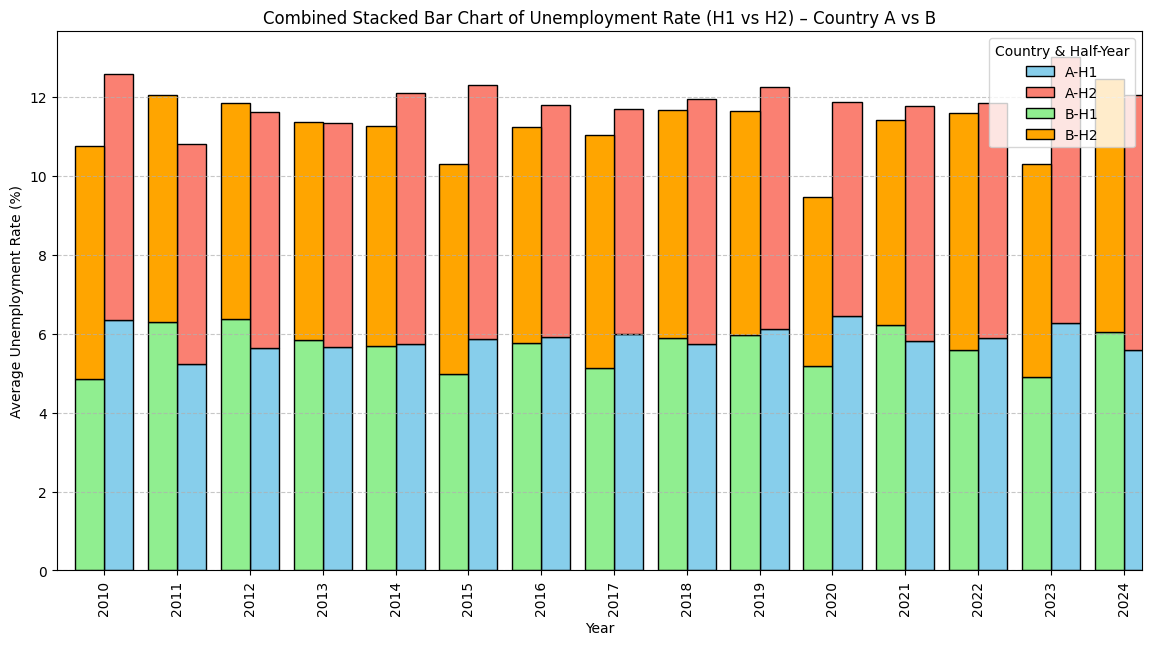 Combined Stacked Bar Chart of Unemployment Rate (H1 vs H2) – Country A vs B
Country & Half-Year
A-H1
A-H2
B-H1
B-H2
Average Unemployment Rate (%)
12
10
8
6
4
2
0
2010
2011
2012
2013
2014
2015
2016
2017
2018
2019
2020
2021
2022
2023
2024
Year